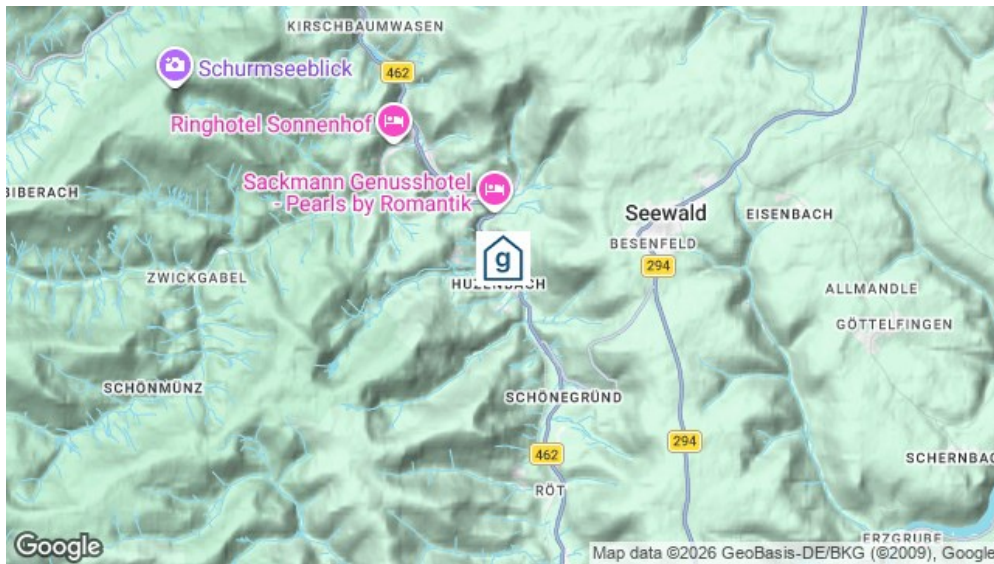 KIRSCHBAUMWASEN
Schurmseeblick
462
Ringhotel Sonnenhof
Sackmann Genusshotel
- Pearls by Romantik
BIBERACH
Seewald
EISENBACH
BESENFELD
g
294
ZWICKGABEL
HUZENBACH
ALLMANDLE
GÖTTELFINGEN
SCHÖNMÜNZ
SCHÖNEGRÜND
294
462
SCHERNBAC
RÖT
ERZGRUBE
Google
Map data ©2026 GeoBasis-DE/BKG (©2009), Google